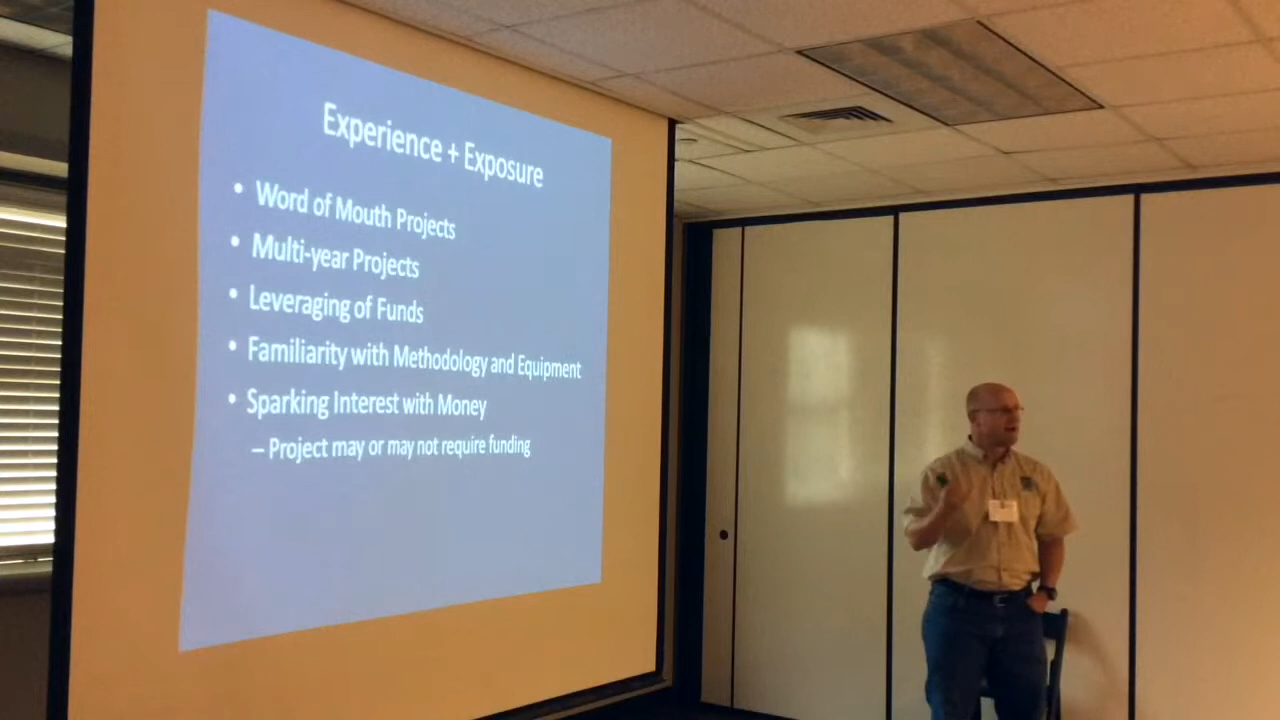 Experience + Exposure
• Word of Mouth Projects
• Multi-year Projects
• Leveraging of Funds
• Familiarity with Methodology and Equipment
• Sparking Interest with Money
– Project may or may not require funding